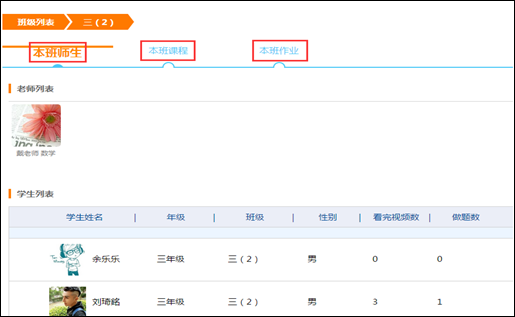 班级列表 三（2）
本班师生 本班课程 本班作业
老师列表
戴老师 数学
学生列表
学生姓名 | 年级 | 班级 | 性别 | 看完视频数 | 做题数
余乐乐 三年级 三（2） 男 0 0
刘琦铭 三年级 三（2） 男 3 1